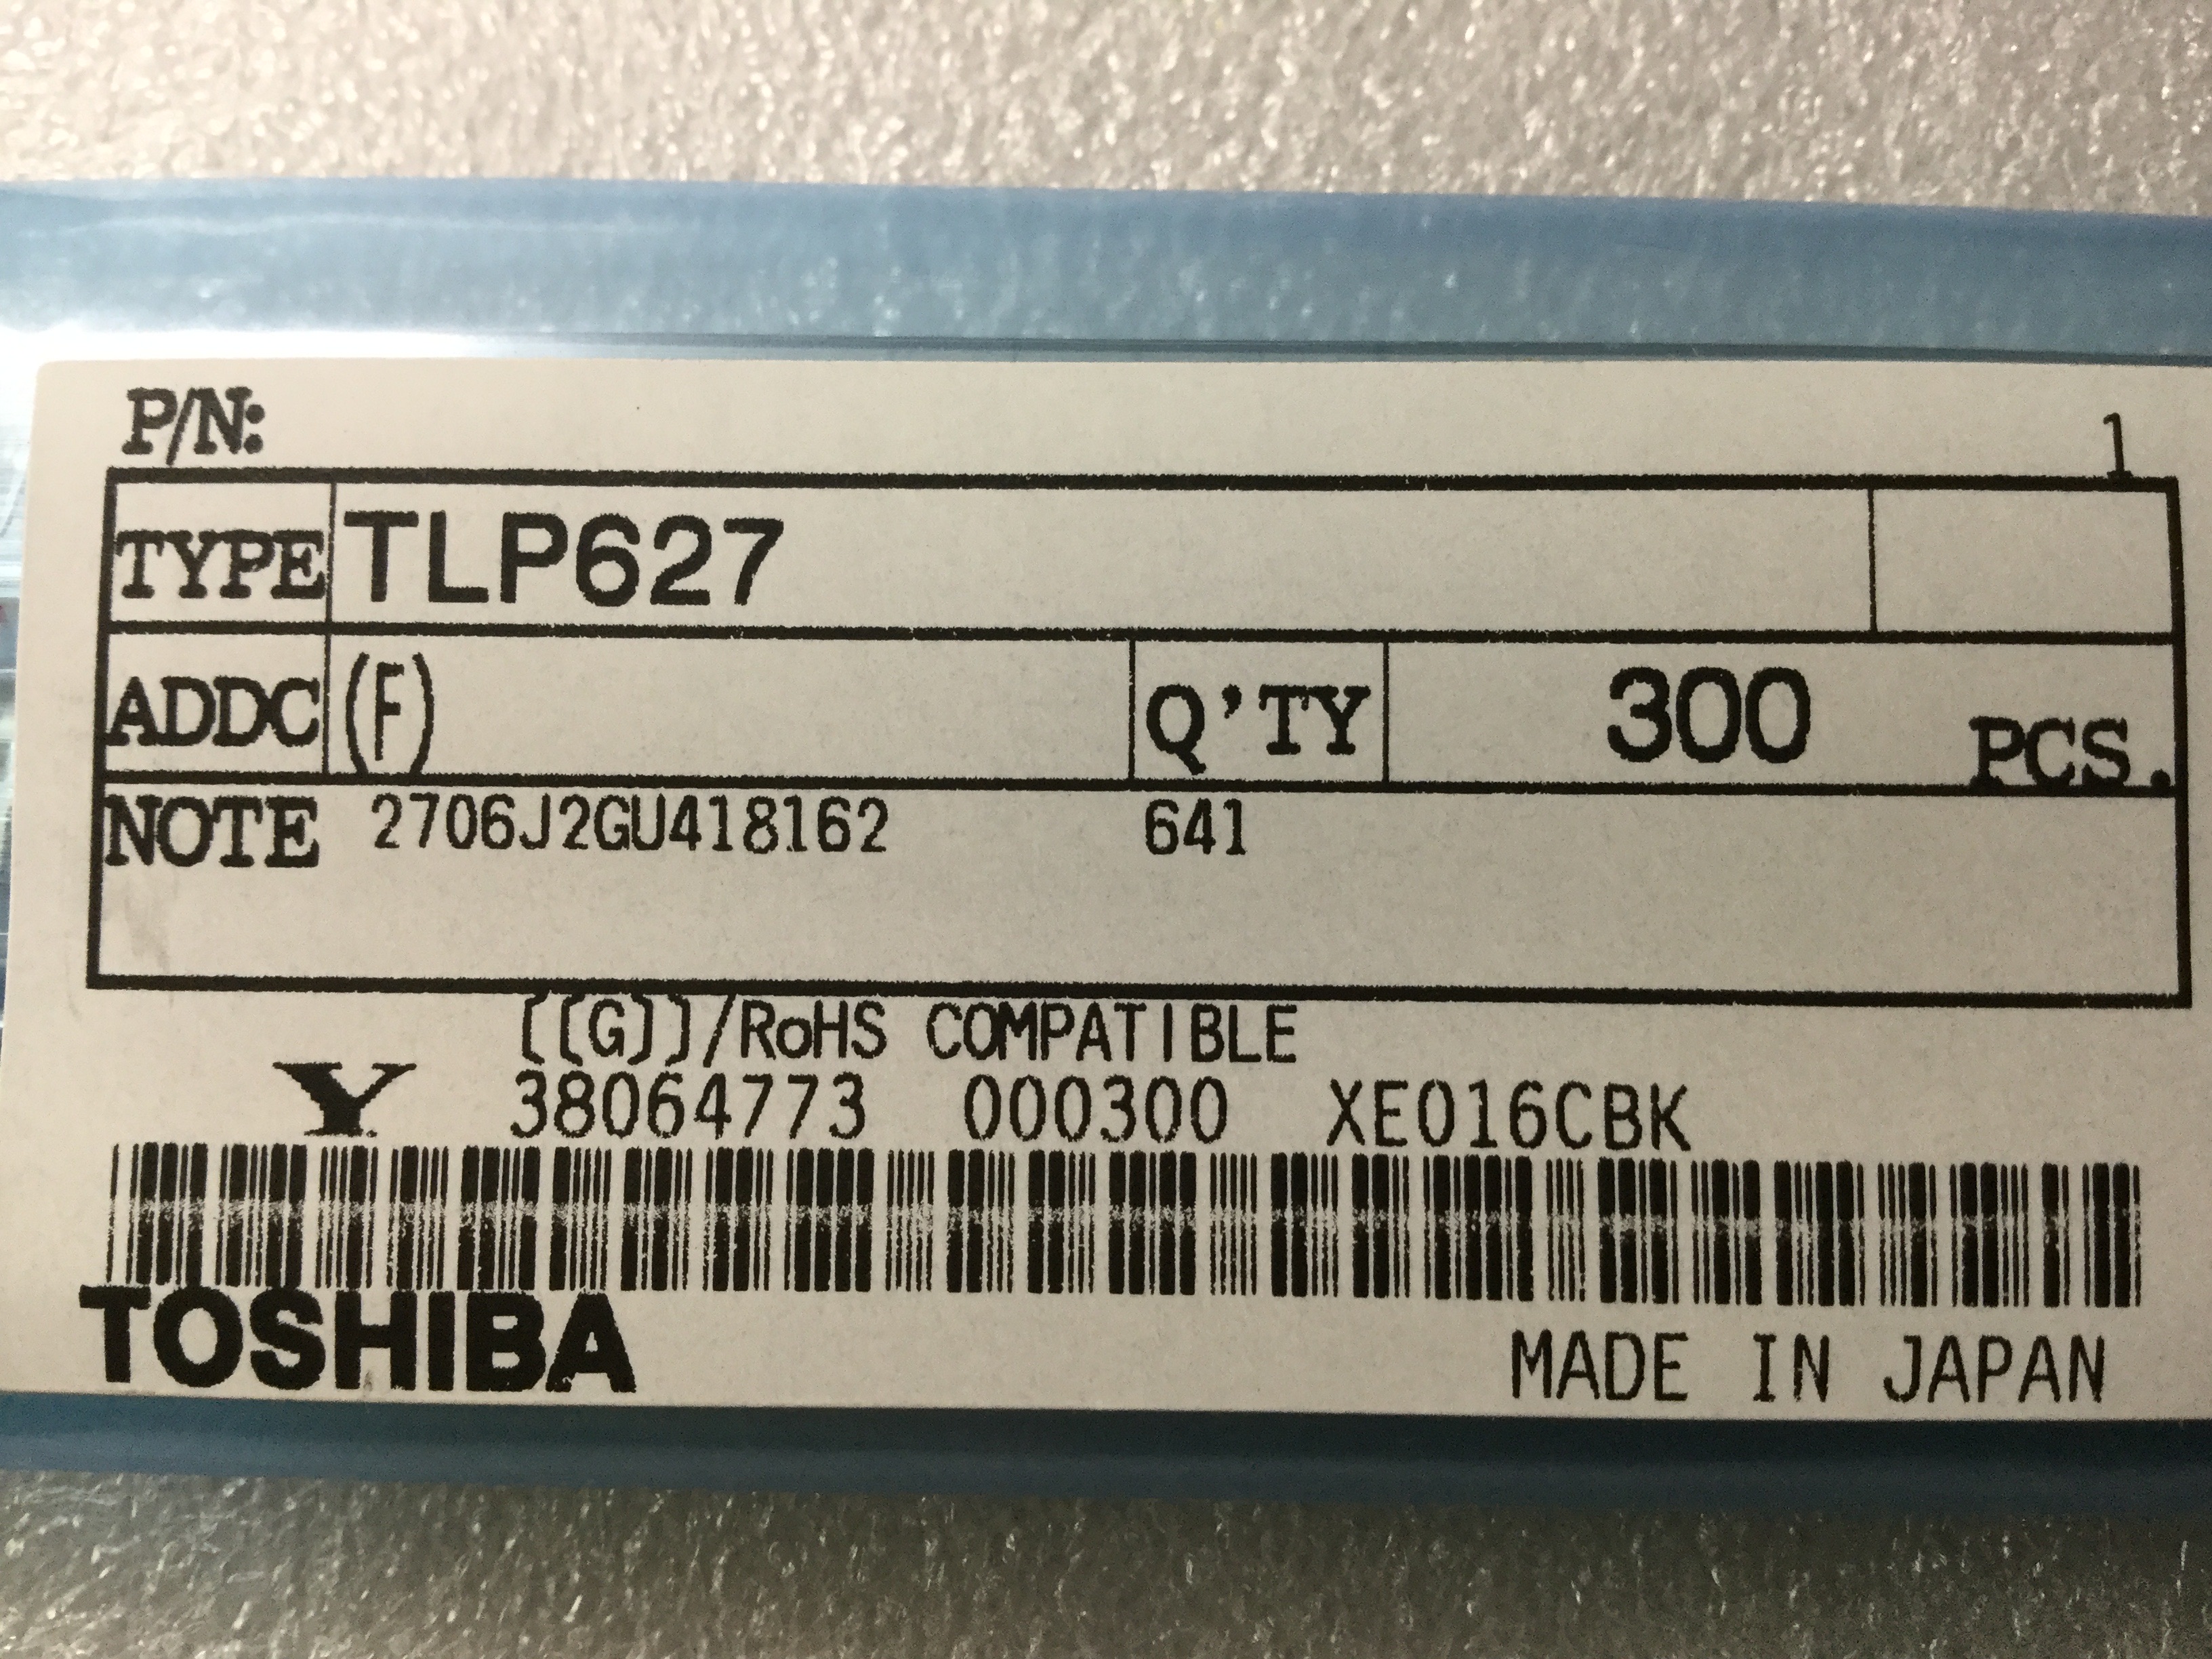 P/N:
1
TYPE TLP627
ADDC (F) Q'TY 300 PCS.
NOTE 2706J2GU418162 641
[[G]]/RoHS COMPATIBLE
Y 38064773 000300 XE016CBK
TOSHIBA
MADE IN JAPAN